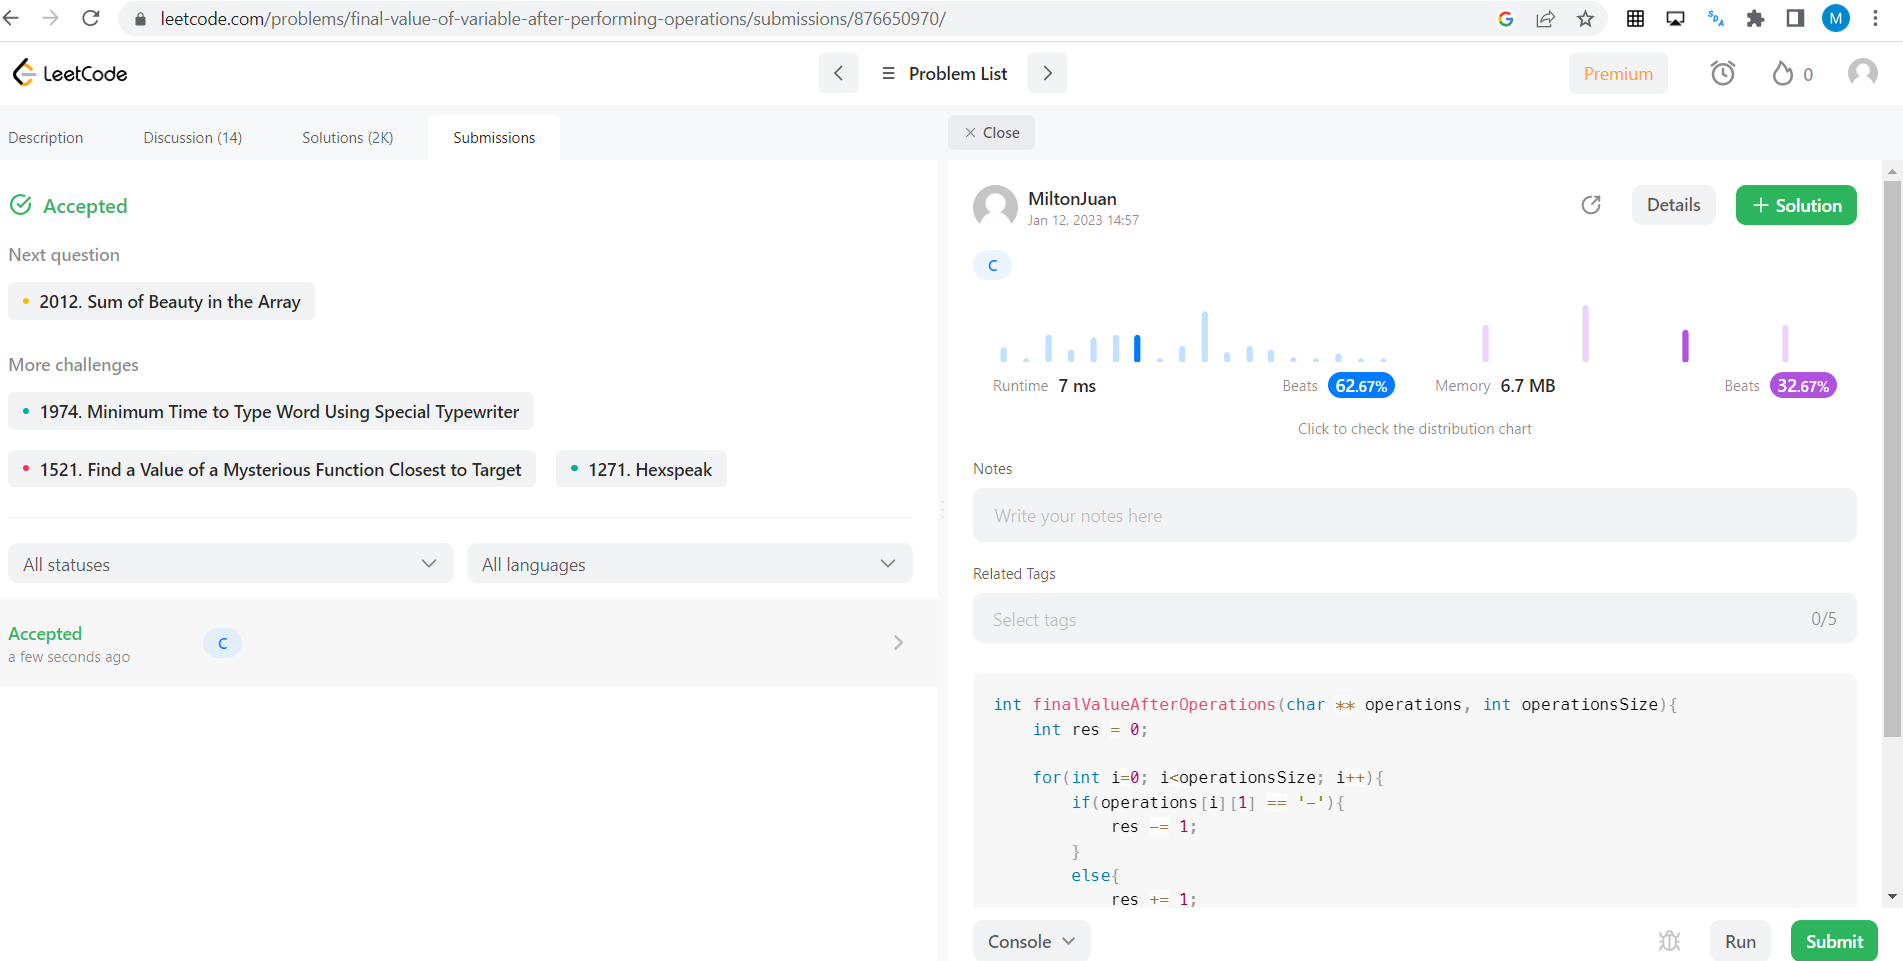 leetcode.com/problems/final-value-of-variable-after-performing-operations/submissions/876650970/
M
LeetCode
Problem List
Premium
0
Description
Discussion (14)
Solutions (2K)
Submissions
Close
Accepted
Next question
2012. Sum of Beauty in the Array
More challenges
1974. Minimum Time to Type Word Using Special Typewriter
1521. Find a Value of a Mysterious Function Closest to Target
1271. Hexspeak
All statuses
All languages
Accepted
a few seconds ago
C
MiltonJuan
Jan 12, 2023 14:57
Details
+ Solution
C
Runtime 7 ms
Beats 62.67%
Memory 6.7 MB
Beats 32.67%
Click to check the distribution chart
Notes
Write your notes here
Related Tags
Select tags
0/5
int finalValueAfterOperations(char ** operations, int operationsSize){
int res = 0;
for(int i=0; i<operationsSize; i++){
if(operations[i][1] == '-'){
res -= 1;
}
else{
res += 1;
Console
Run
Submit